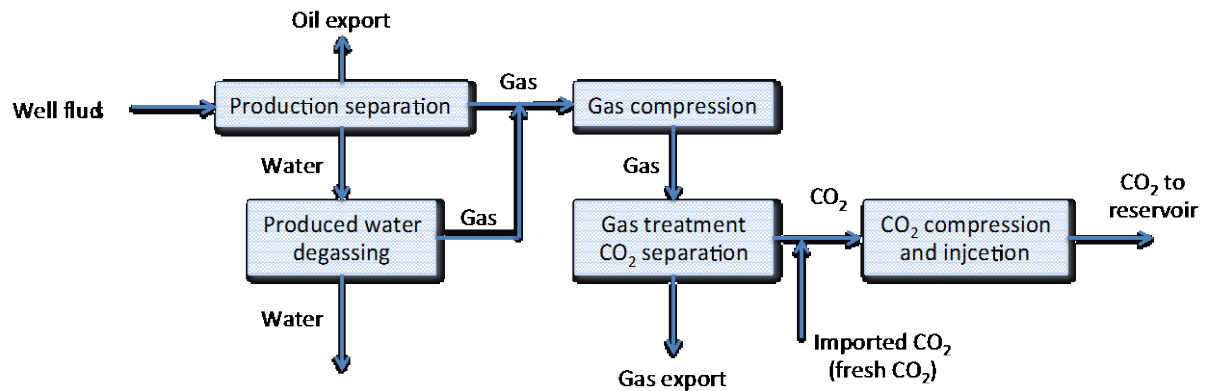 Oil export
Well fluds
Production separation
Gas
Gas compression
Water
Gas
Produced water
degassing
Gas
Gas treatment
CO₂ separation
CO₂
CO₂ compression
and injcetion
CO₂ to
reservoir
Water
Gas export
Imported CO₂
(fresh CO₂)